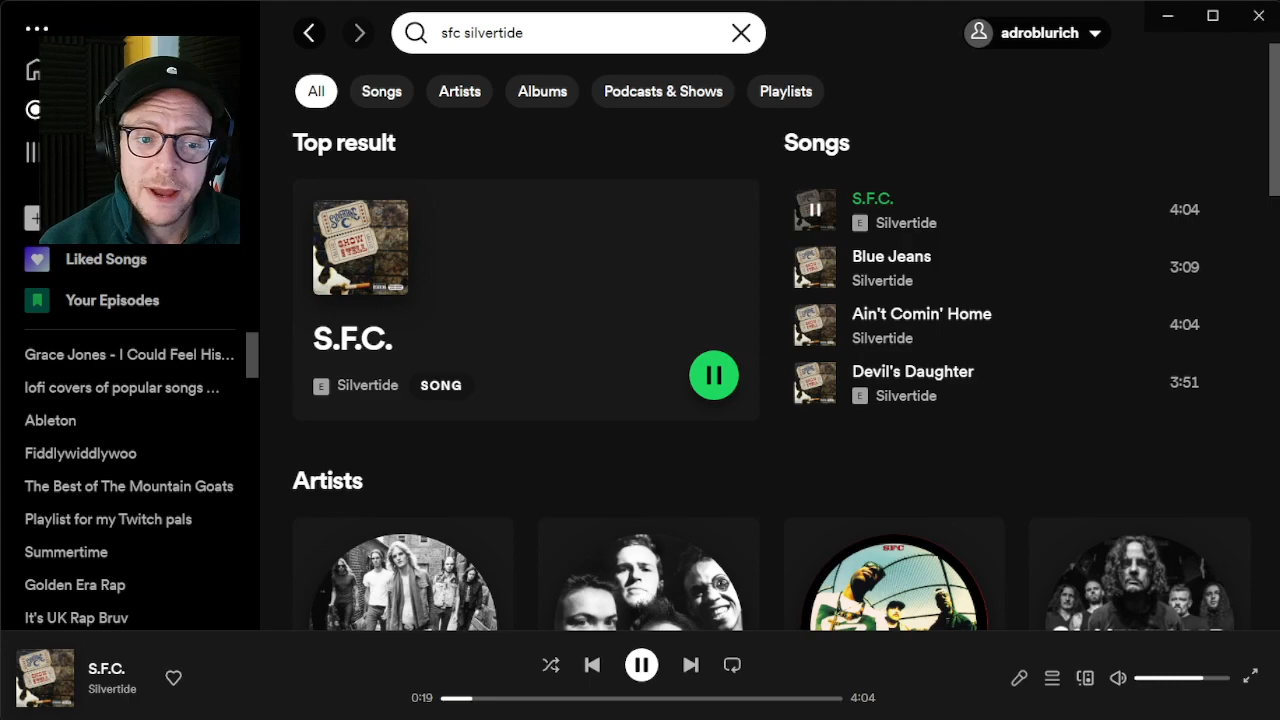 sfc silvertide
adroblurich
All
Songs
Artists
Albums
Podcasts & Shows
Playlists
Top result
S.F.C.
E Silvertide
SONG
Songs
S.F.C.
E Silvertide
4:04
Blue Jeans
Silvertide
3:09
Ain't Comin' Home
Silvertide
4:04
Devil's Daughter
E Silvertide
3:51
Artists
SFC
Liked Songs
Your Episodes
Grace Jones - I Could Feel His...
lofi covers of popular songs ...
Ableton
Fiddlywiddlywoo
The Best of The Mountain Goats
Playlist for my Twitch pals
Summertime
Golden Era Rap
It's UK Rap Bruv
S.F.C.
Silvertide
0:19
4:04
SHOW
TELL